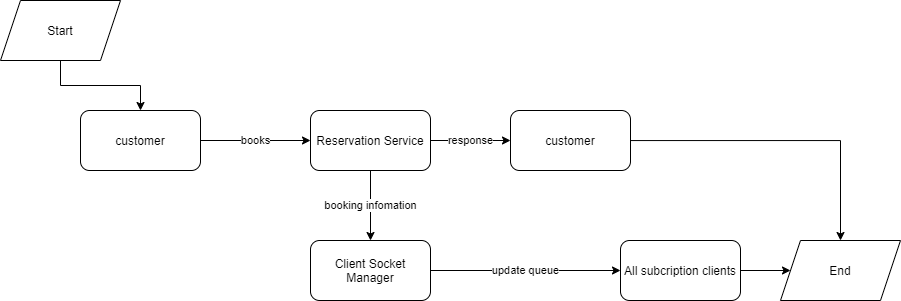 Start
customer
books
Reservation Service
response
customer
booking infomation
Client Socket
Manager
update queue
All subcription clients
End